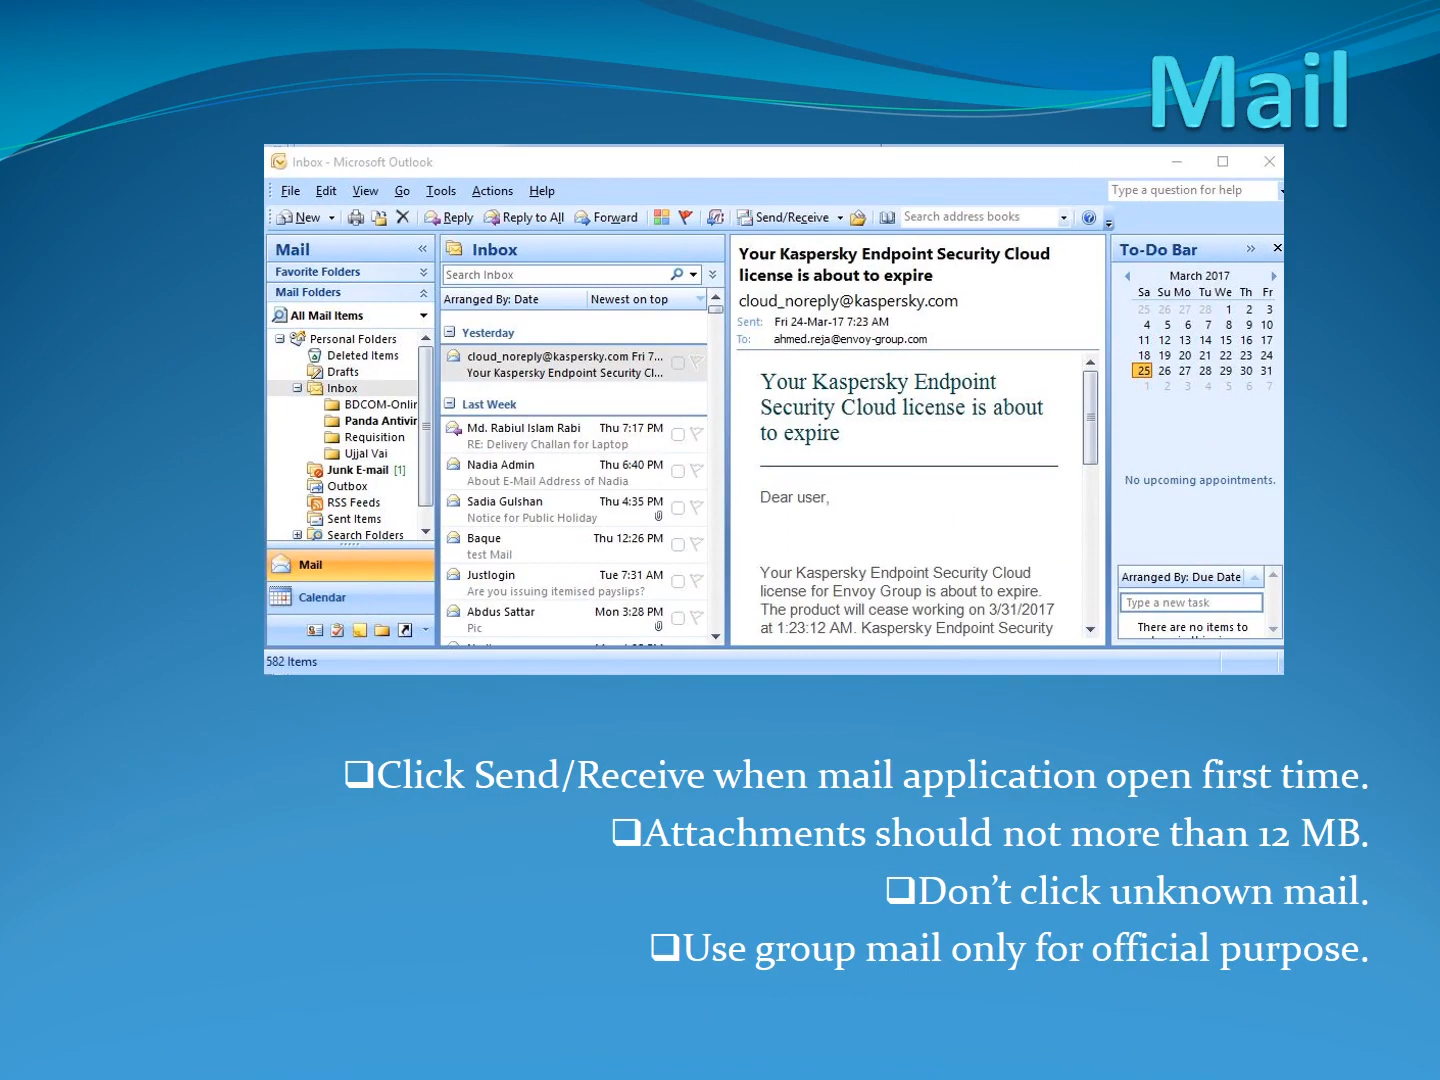 Mail
Inbox - Microsoft Outlook
File Edit View Go Tools Actions Help
Type a question for help
New Reply Reply to All Forward Send/Receive Search address books
Mail
Favorite Folders
Mail Folders
All Mail Items
Personal Folders
Deleted Items
Drafts
Inbox
BDCOM-Onlin
Panda Antivir
Requisition
Ujjal Vai
Junk E-mail [1]
Outbox
RSS Feeds
Sent Items
Search Folders
Mail
Calendar
582 Items
Inbox
Search Inbox
Arranged By: Date Newest on top
Yesterday
cloud_noreply@kaspersky.com Fri 7...
Your Kaspersky Endpoint Security Cl...
Last Week
Md. Rabiul Islam Rabi Thu 7:17 PM
RE: Delivery Challan for Laptop
Nadia Admin Thu 6:40 PM
About E-Mail Address of Nadia
Sadia Gulshan Thu 4:35 PM
Notice for Public Holiday
Baque Thu 12:26 PM
test Mail
Justlogin Tue 7:31 AM
Are you issuing itemised payslips?
Abdus Sattar Mon 3:28 PM
Pic
Your Kaspersky Endpoint Security Cloud
license is about to expire
cloud_noreply@kaspersky.com
Sent: Fri 24-Mar-17 7:23 AM
To: ahmed.reja@envoy-group.com
Your Kaspersky Endpoint
Security Cloud license is about
to expire
Dear user,
Your Kaspersky Endpoint Security Cloud
license for Envoy Group is about to expire.
The product will cease working on 3/31/2017
at 1:23:12 AM. Kaspersky Endpoint Security
To-Do Bar
March 2017
Sa Su Mo Tu We Th Fr
25 26 27 28 1 2 3
4 5 6 7 8 9 10
11 12 13 14 15 16 17
18 19 20 21 22 23 24
25 26 27 28 29 30 31
1 2 3 4 5 6 7
No upcoming appointments.
Arranged By: Due Date
Type a new task
There are no items to
Click Send/Receive when mail application open first time.
Attachments should not more than 12 MB.
Don't click unknown mail.
Use group mail only for official purpose.